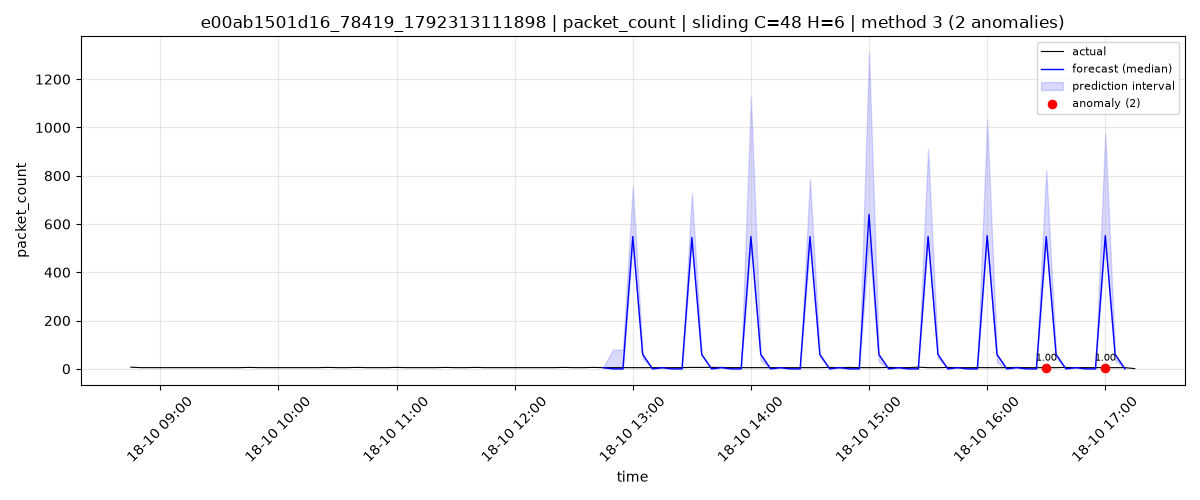 e00ab1501d16_78419_1792313111898 | packet_count | sliding C=48 H=6 | method 3 (2 anomalies)
actual
forecast (median)
prediction interval
anomaly (2)
packet_count
1200
1000
800
600
400
200
0
1.00
1.00
18-10 09:00
18-10 10:00
18-10 11:00
18-10 12:00
18-10 13:00
18-10 14:00
18-10 15:00
18-10 16:00
18-10 17:00
time